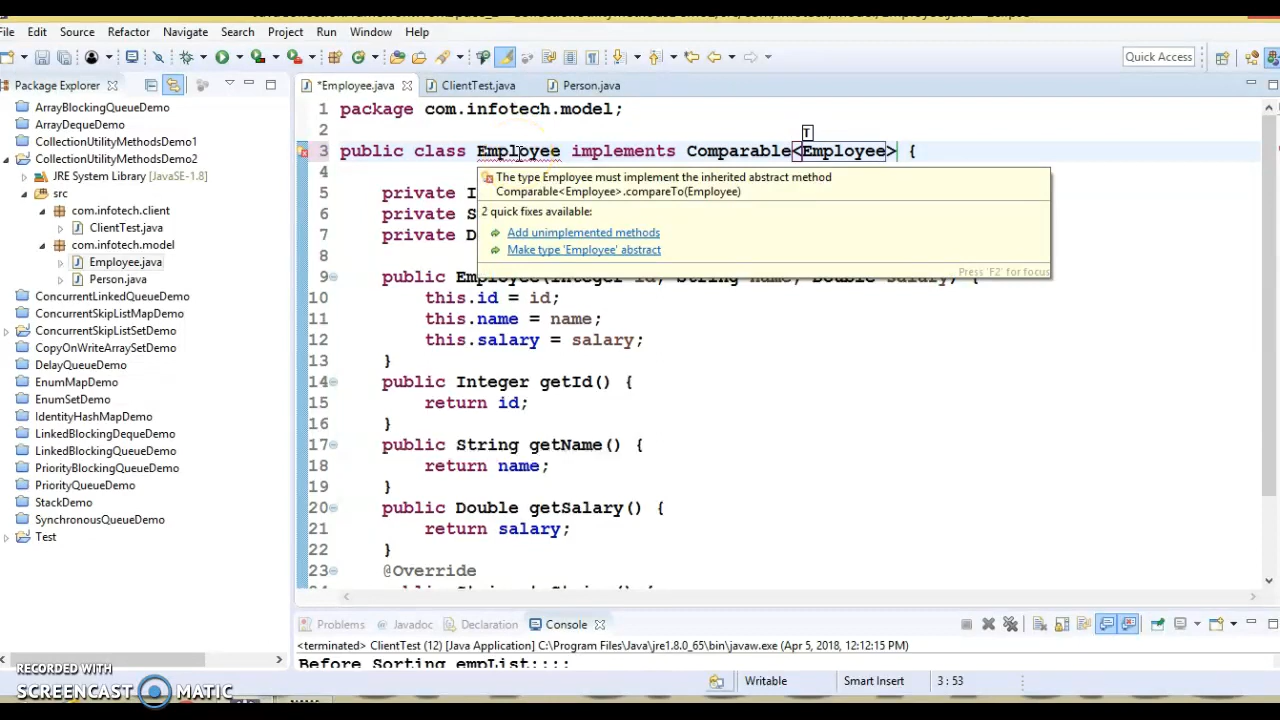 File Edit Source Refactor Navigate Search Project Run Window Help
Quick Access
Package Explorer
*Employee.java
ClientTest.java
Person.java
ArrayBlockingQueueDemo
ArrayDequeDemo
CollectionUtilityMethodsDemo1
CollectionUtilityMethodsDemo2
JRE System Library [JavaSE-1.8]
src
com.infotech.client
ClientTest.java
com.infotech.model
Employee.java
Person.java
ConcurrentLinkedQueueDemo
ConcurrentSkipListMapDemo
ConcurrentSkipListSetDemo
CopyOnWriteArraySetDemo
DelayQueueDemo
EnumMapDemo
EnumSetDemo
IdentityHashMapDemo
LinkedBlockingDequeDemo
LinkedBlockingQueueDemo
PriorityBlockingQueueDemo
PriorityQueueDemo
StackDemo
SynchronousQueueDemo
Test
1 package com.infotech.model;
2
T
3 public class Employee implements Comparable<Employee> {
4
5 private I
6 private S
7 private D
The type Employee must implement the inherited abstract method
Comparable<Employee>.compareTo(Employee)
2 quick fixes available:
Add unimplemented methods
Make type 'Employee' abstract
Press 'F2' for focus
8
9 public Employee(Integer id, String name, Double salary) {
10 this.id = id;
11 this.name = name;
12 this.salary = salary;
13 }
14 public Integer getId() {
15 return id;
16 }
17 public String getName() {
18 return name;
19 }
20 public Double getSalary() {
21 return salary;
22 }
23 @Override
Problems Javadoc Declaration Console
<terminated> ClientTest (12) [Java Application] C:\Program Files\Java\jre1.8.0_65\bin\javaw.exe (Apr 5, 2018, 12:12:15 PM)
Before Sorting empList::::
Writable Smart Insert 3 : 53
RECORDED WITH
SCREENCAST MATIC